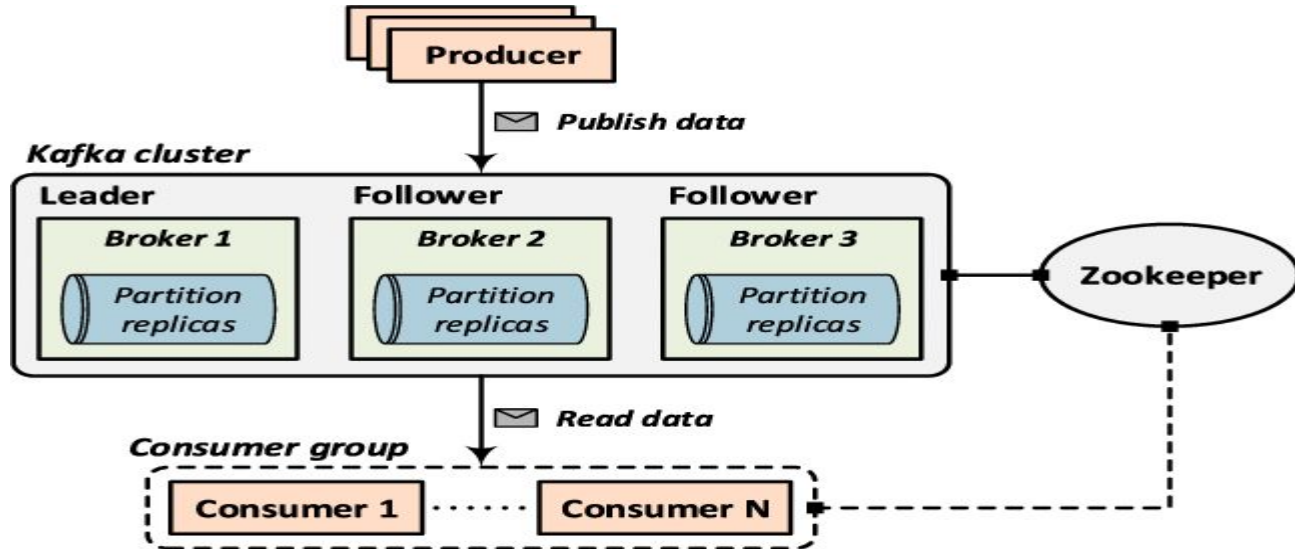 Producer
Publish data
Kafka cluster
Leader
Follower
Follower
Broker 1
Broker 2
Broker 3
Partition
replicas
Partition
replicas
Partition
replicas
Zookeeper
Read data
Consumer group
Consumer 1
Consumer N